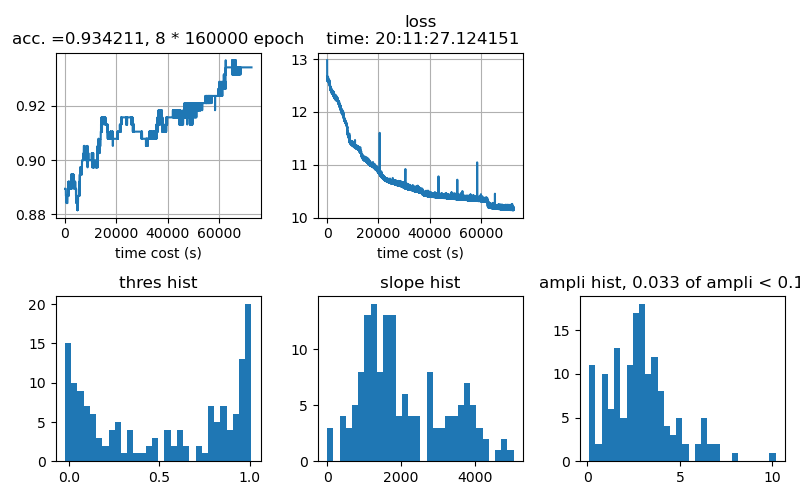 acc. =0.934211, 8 * 160000 epoch
0.92
0.90
0.88
0 20000 40000 60000
time cost (s)
loss
time: 20:11:27.124151
13
12
11
10
0 20000 40000 60000
time cost (s)
thres hist
20
15
10
5
0
0.0 0.5 1.0
slope hist
10
5
0
0 2000 4000
ampli hist, 0.033 of ampli < 0.1
15
10
5
0
0 5 10